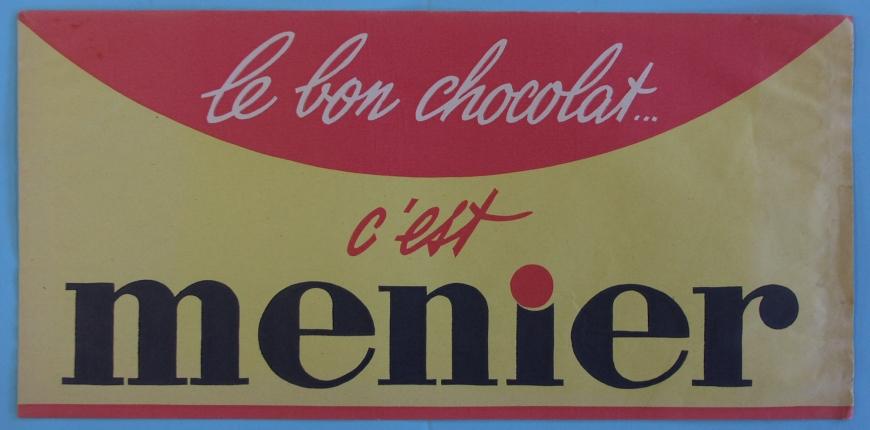 le bon chocolat...
c'est
menier